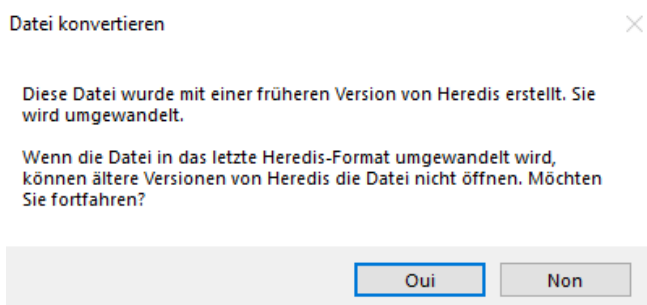 Datei konvertieren
Diese Datei wurde mit einer früheren Version von Heredis erstellt. Sie
wird umgewandelt.
Wenn die Datei in das letzte Heredis-Format umgewandelt wird,
können ältere Versionen von Heredis die Datei nicht öffnen. Möchten
Sie fortfahren?
Oui Non